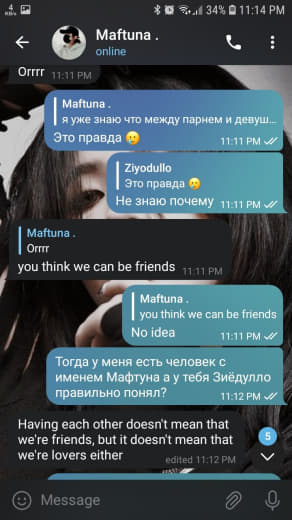 4
KB/s
34% 11:14 PM
Maftuna .
online
Orrrr 11:11 PM
Maftuna .
я уже знаю что между парнем и девуш...
Это правда 🥲 11:11 PM
Ziyodullo
Это правда 🥲
Не знаю почему 11:11 PM
Maftuna .
Orrrr
you think we can be friends 11:11 PM
Maftuna .
you think we can be friends
No idea 11:11 PM
Тогда у меня есть человек с
именем Мафтуна а у тебя Зиёдулло
правильно понял? 11:12 PM
Having each other doesn't mean that
we're friends, but it doesn't mean that
we're lovers either
edited 11:12 PM
5
Message